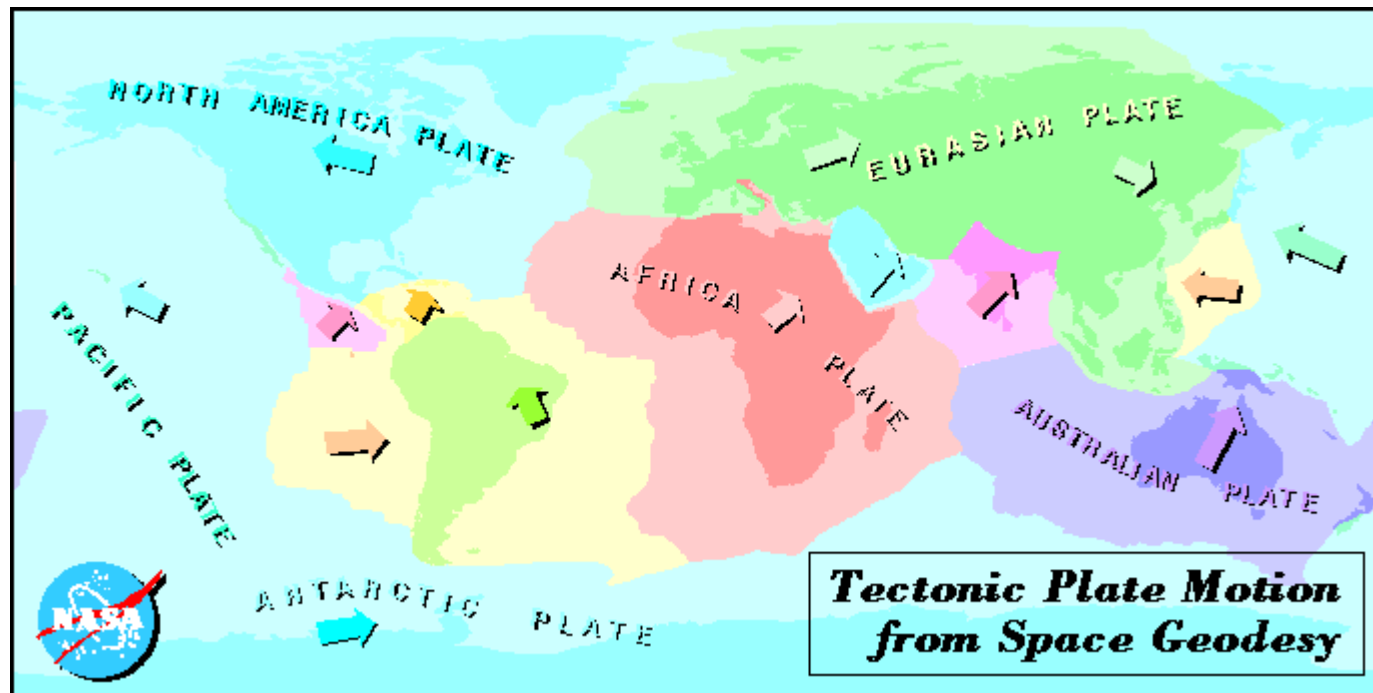 NORTH AMERICA PLATE
EURASIAN PLATE
AFRICA PLATE
PACIFIC PLATE
AUSTRALIAN PLATE
ANTARCTIC PLATE
NASA
Tectonic Plate Motion
from Space Geodesy